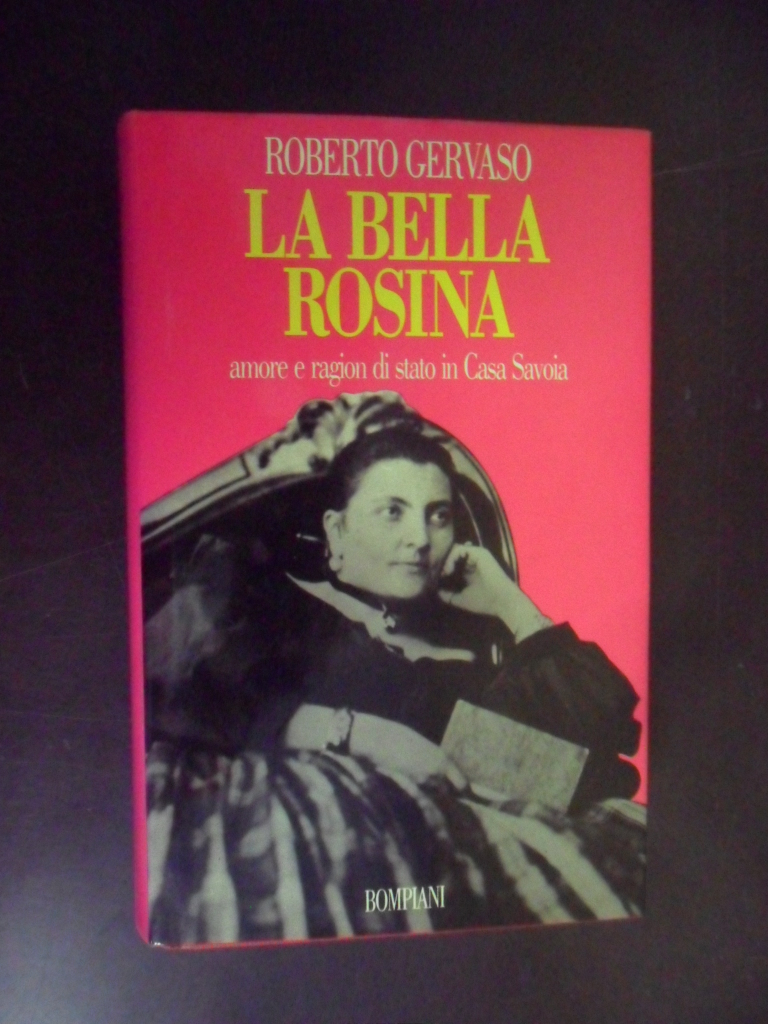 ROBERTO GERVASO
LA BELLA
ROSINA
amore e ragion di stato in Casa Savoia
BOMPIANI